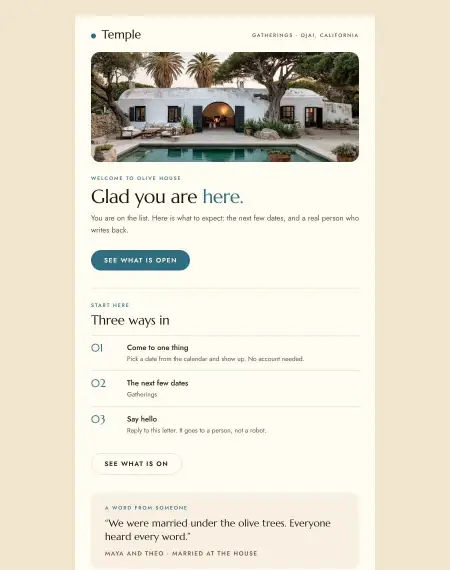 Temple
GATHERINGS · OJAI, CALIFORNIA
WELCOME TO OLIVE HOUSE
Glad you are here.
You are on the list. Here is what to expect: the next few dates, and a real person who
writes back.
SEE WHAT IS OPEN
START HERE
Three ways in
01
Come to one thing
Pick a date from the calendar and show up. No account needed.
02
The next few dates
Gatherings
03
Say hello
Reply to this letter. It goes to a person, not a robot.
SEE WHAT IS ON
A WORD FROM SOMEONE
“We were married under the olive trees. Everyone
heard every word.”
MAYA AND THEO · MARRIED AT THE HOUSE